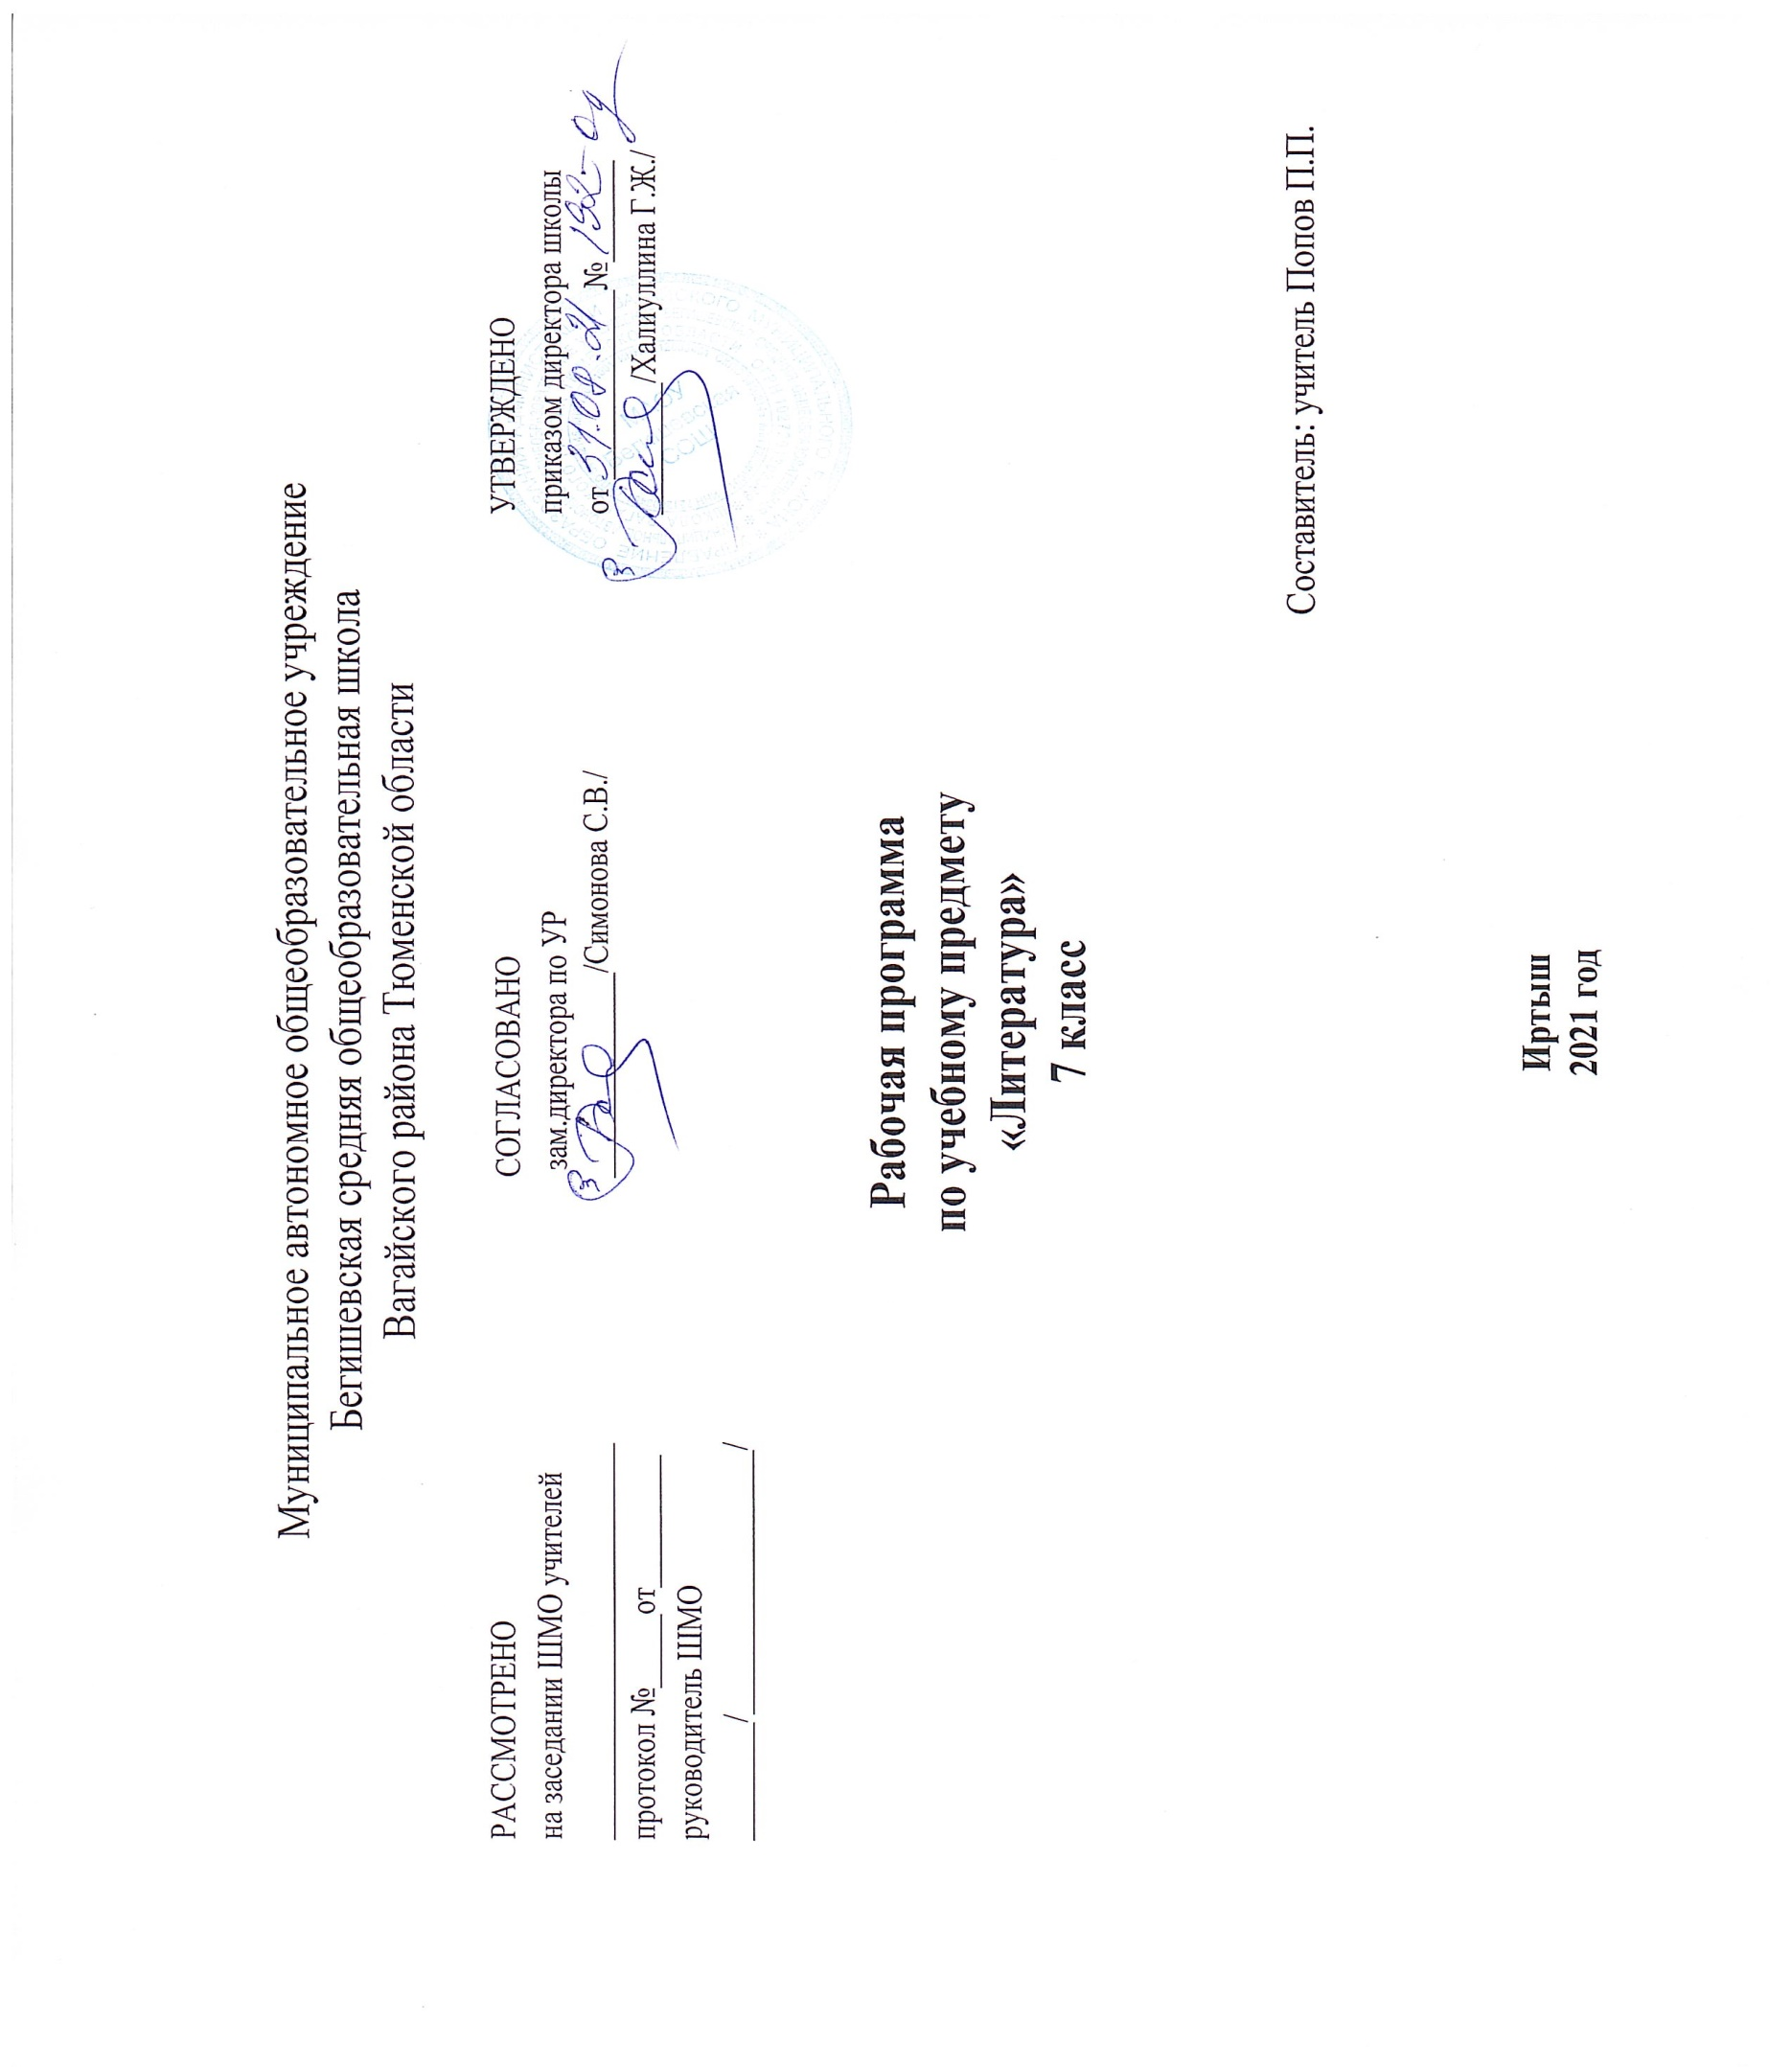 Муниципальное автономное общеобразовательное учреждение
Бегишевская средняя общеобразовательная школа
Вагайского района Тюменской области
РАССМОТРЕНО
на заседании ШМО учителей
протокол № от
руководитель ШМО
/ /
СОГЛАСОВАНО
зам.директора по УР
/Симонова С.В./
УТВЕРЖДЕНО
приказом директора школы
от 31.08.21 № 192-од
/Халиуллина Г.Ж./
Рабочая программа
по учебному предмету
«Литература»
7 класс
Составитель: учитель Попов П.П.
Иртыш
2021 год